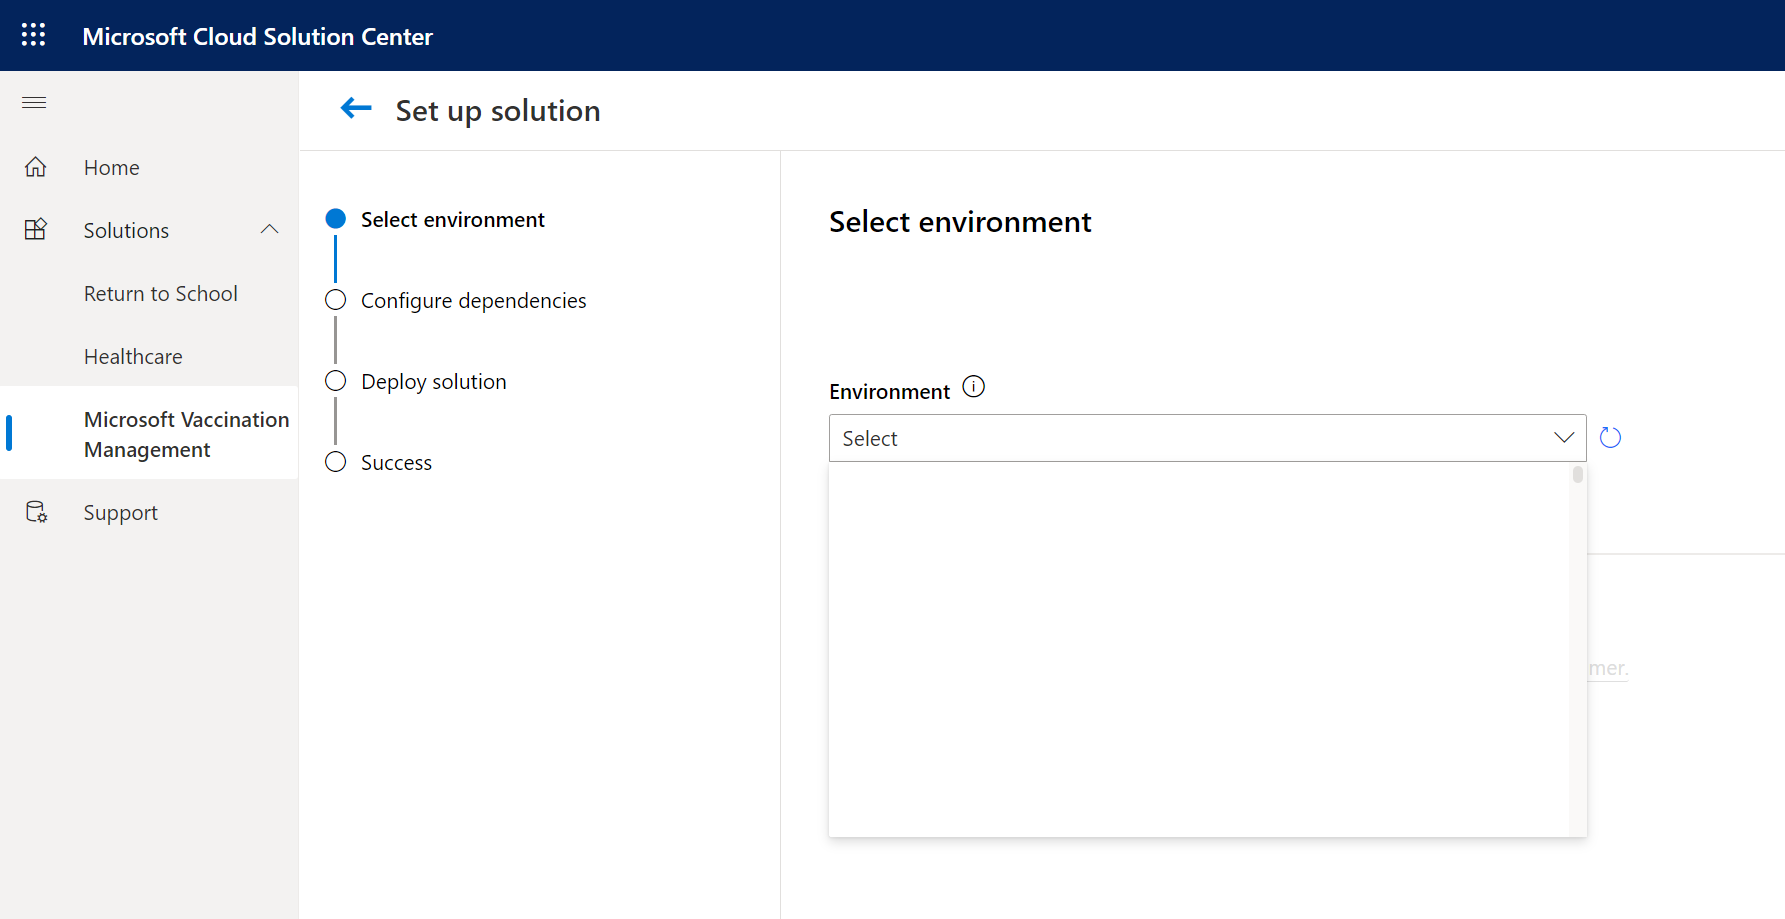 Microsoft Cloud Solution Center
Set up solution
Home
Solutions
Return to School
Healthcare
Microsoft Vaccination
Management
Support
Select environment
Configure dependencies
Deploy solution
Success
Select environment
Environment
Select
mer.